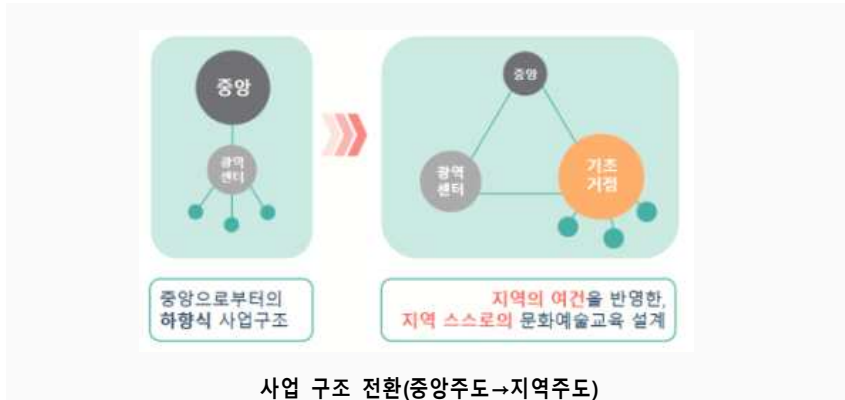 중앙
광역
센터
중앙
광역
센터
기초
거점
중앙으로부터의
하향식 사업구조
지역의 여건을 반영한,
지역 스스로의 문화예술교육 설계
사업 구조 전환(중앙주도→지역주도)